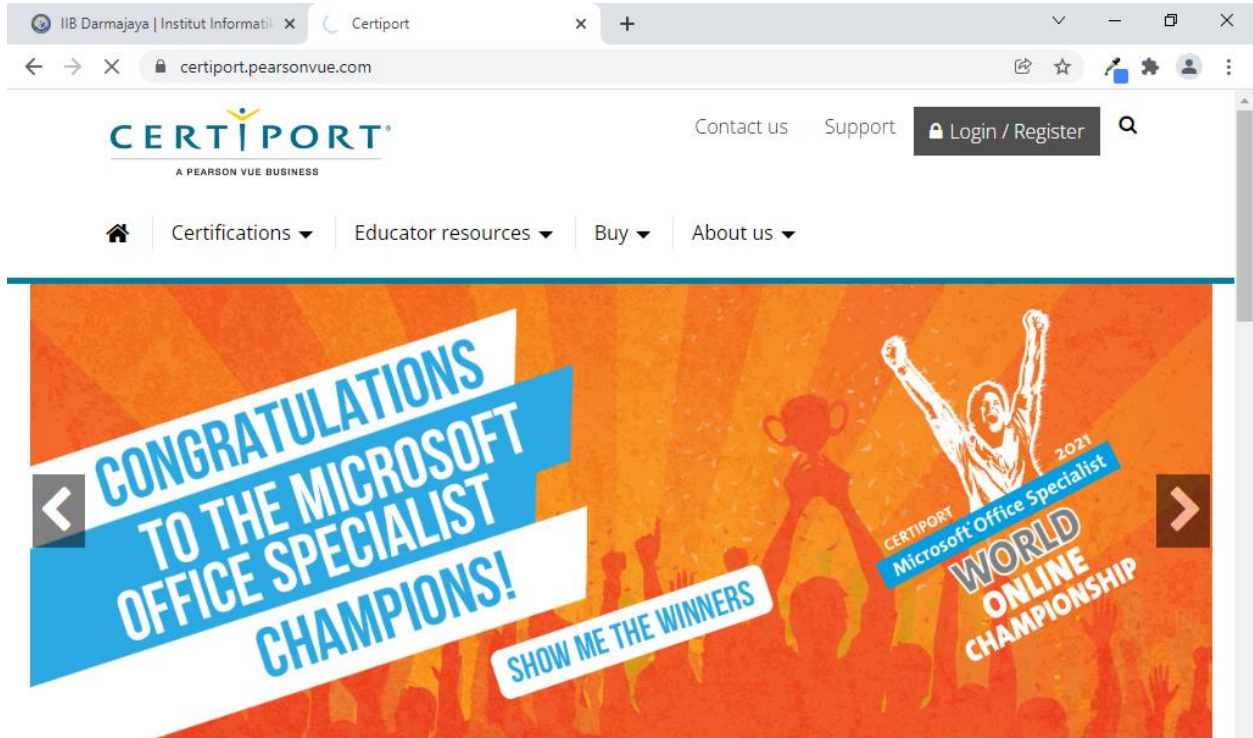 IIB Darmajaya | Institut Informati
Certiport
certiport.pearsonvue.com
CERTIPORT
A PEARSON VUE BUSINESS
Contact us
Support
Login / Register
Certifications
Educator resources
Buy
About us
CONGRATULATIONS
TO THE MICROSOFT
OFFICE SPECIALIST
CHAMPIONS!
SHOW ME THE WINNERS
2021
CERTIPORT
Microsoft Office Specialist
WORLD
ONLINE
CHAMPIONSHIP